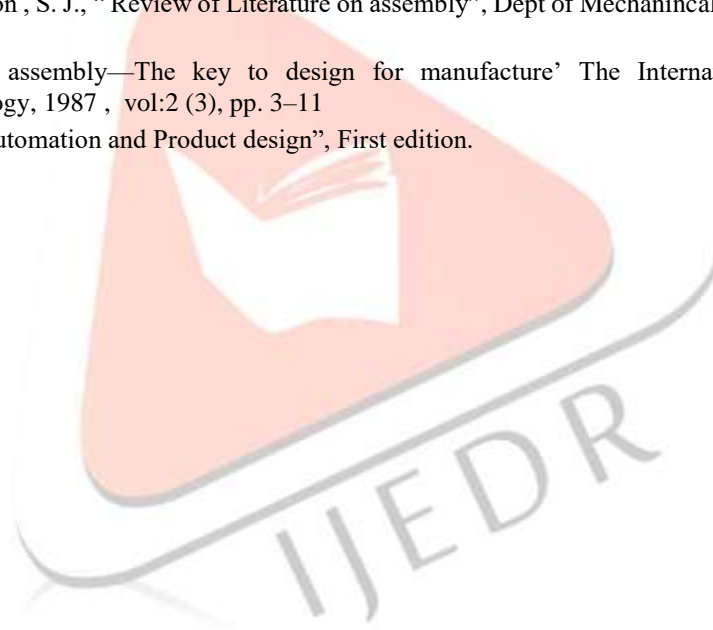 on , S. J., “ Review of Literature on assembly”, Dept of Mechanincal
assembly—The key to design for manufacture’ The Interna
ogy, 1987 , vol:2 (3), pp. 3–11
utomation and Product design”, First edition.
IJEDR